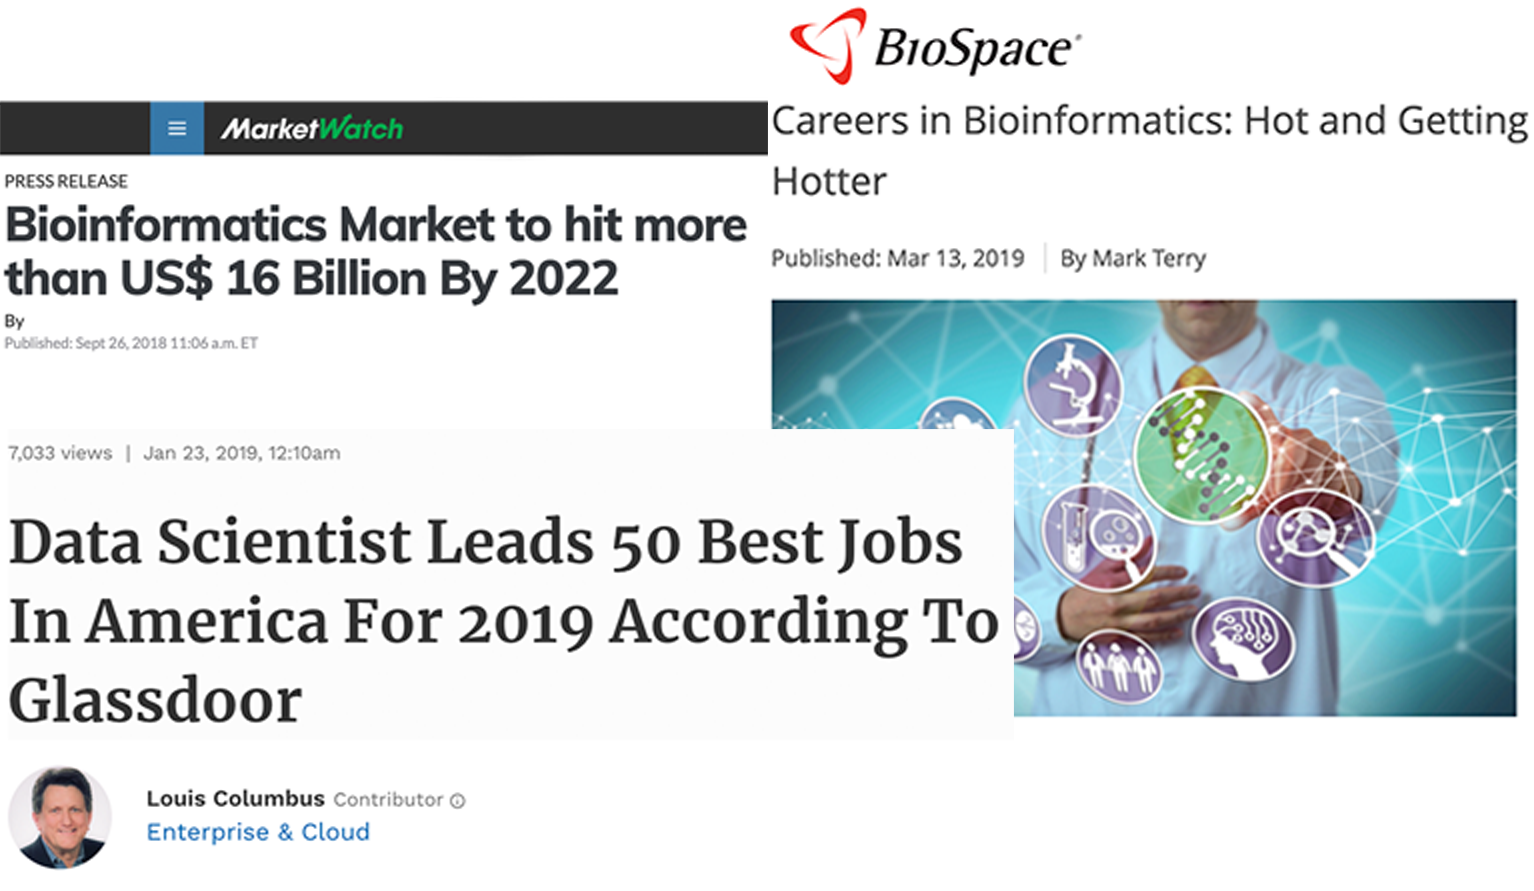 BIOSPACE
MarketWatch
PRESS RELEASE
Bioinformatics Market to hit more
than US$ 16 Billion By 2022
By
Published: Sept 26, 2018 11:06 a.m. ET
Careers in Bioinformatics: Hot and Getting
Hotter
Published: Mar 13, 2019 | By Mark Terry
7,033 views | Jan 23, 2019, 12:10am
Data Scientist Leads 50 Best Jobs
In America For 2019 According To
Glassdoor
Louis Columbus Contributor
Enterprise & Cloud